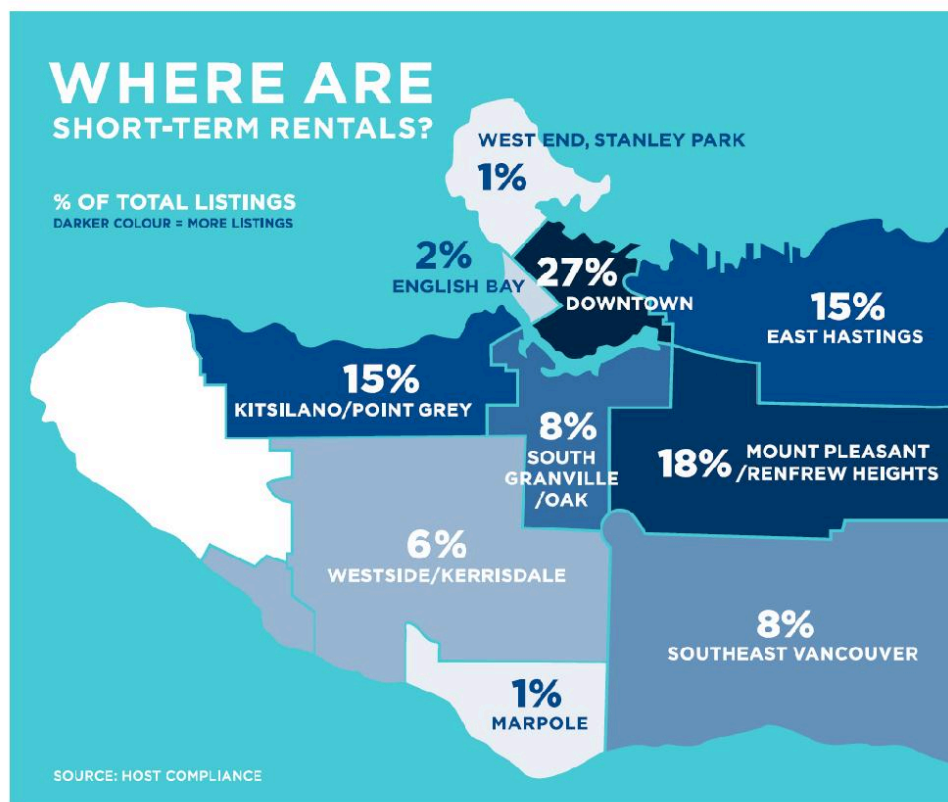 WHERE ARE
SHORT-TERM RENTALS?
% OF TOTAL LISTINGS
DARKER COLOUR = MORE LISTINGS
WEST END, STANLEY PARK
1%
2%
ENGLISH BAY
27%
DOWNTOWN
15%
EAST HASTINGS
15%
KITSILANO/POINT GREY
8%
SOUTH
GRANVILLE
/OAK
18%
MOUNT PLEASANT
/RENFREW HEIGHTS
6%
WESTSIDE/KERRISDALE
8%
SOUTHEAST VANCOUVER
1%
MARPOLE
SOURCE: HOST COMPLIANCE